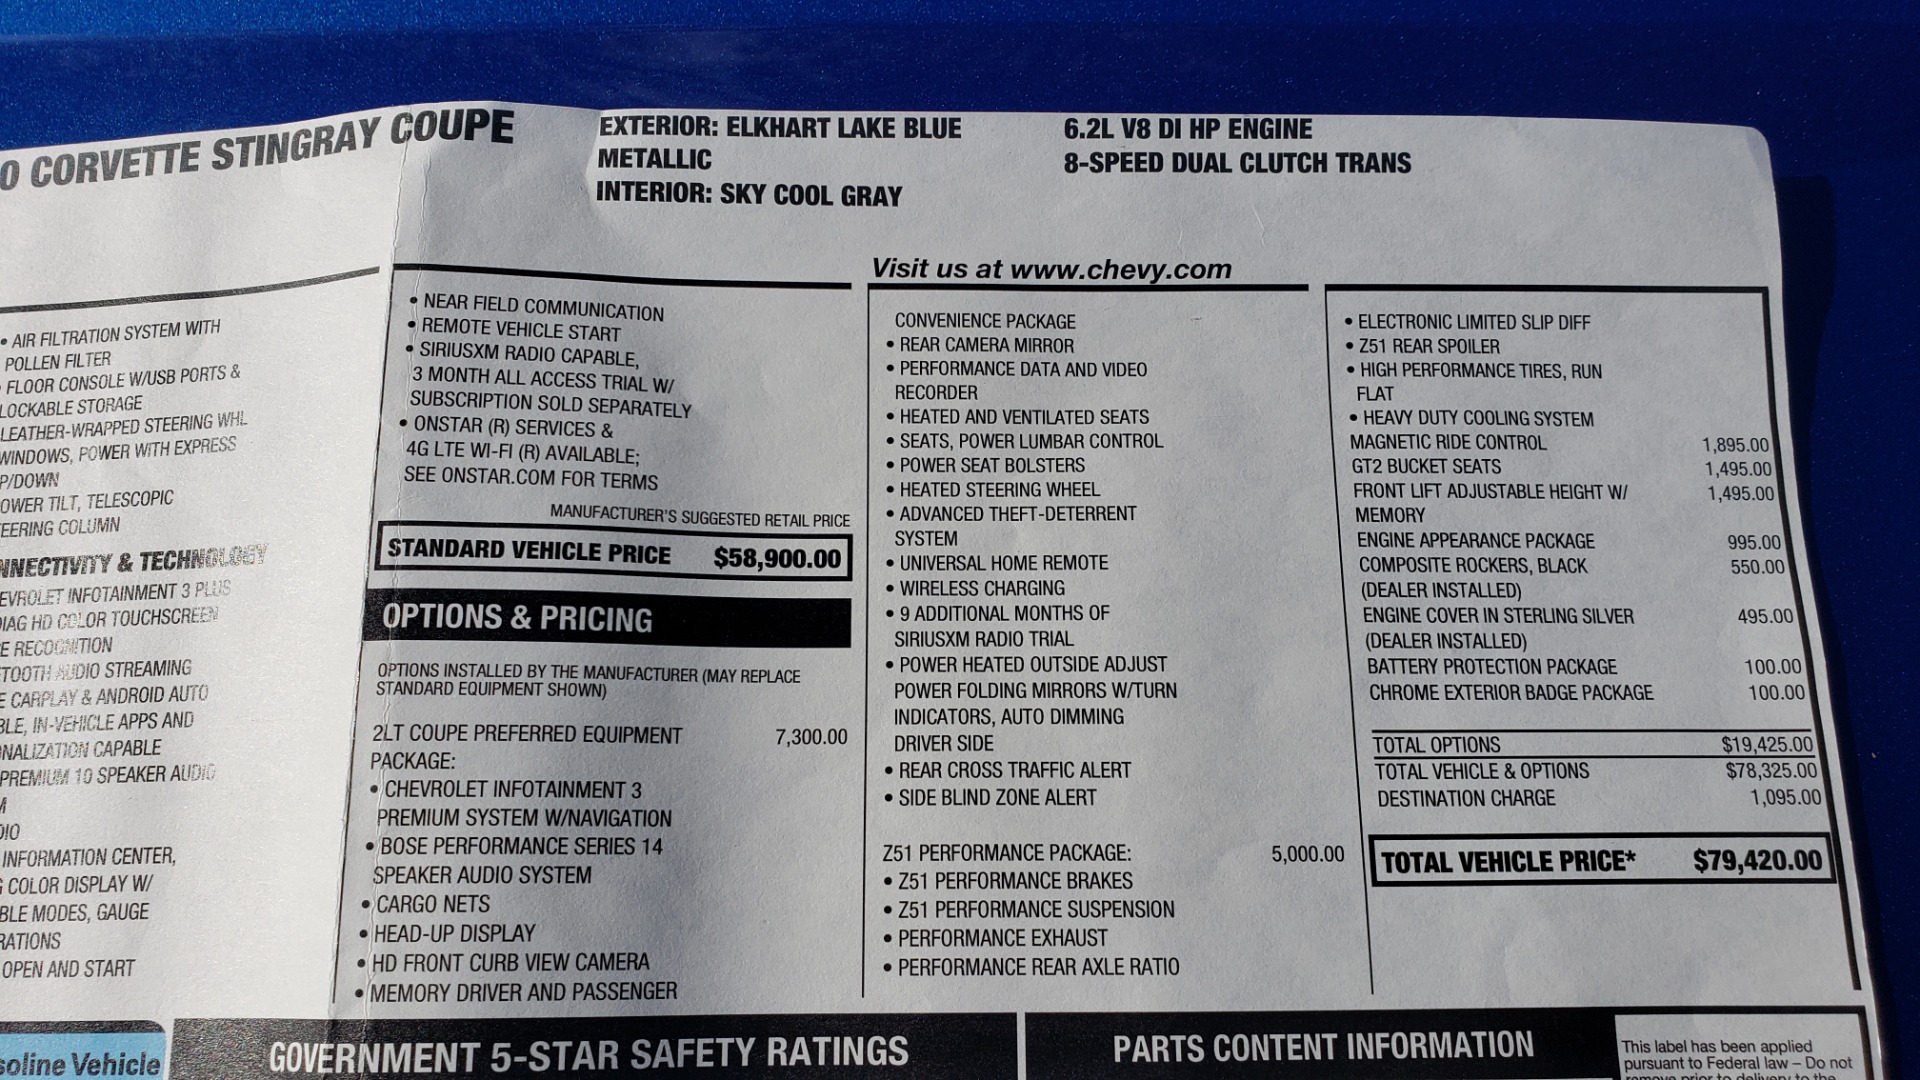 0 CORVETTE STINGRAY COUPE
EXTERIOR: ELKHART LAKE BLUE
METALLIC
INTERIOR: SKY COOL GRAY
6.2L V8 DI HP ENGINE
8-SPEED DUAL CLUTCH TRANS
Visit us at www.chevy.com
• AIR FILTRATION SYSTEM WITH
POLLEN FILTER
• FLOOR CONSOLE W/USB PORTS &
LOCKABLE STORAGE
LEATHER-WRAPPED STEERING WHL
WINDOWS, POWER WITH EXPRESS
P/DOWN
OWER TILT, TELESCOPIC
TEERING COLUMN
NNECTIVITY & TECHNOLOGY
EVROLET INFOTAINMENT 3 PLUS
DIAG HD COLOR TOUCHSCREEN
E RECOGNITION
TOOTH AUDIO STREAMING
E CARPLAY & ANDROID AUTO
BLE, IN-VEHICLE APPS AND
NALIZATION CAPABLE
PREMIUM 10 SPEAKER AUDIO
M
DIO
INFORMATION CENTER,
G COLOR DISPLAY W/
BLE MODES, GAUGE
RATIONS
OPEN AND START
• NEAR FIELD COMMUNICATION
• REMOTE VEHICLE START
• SIRIUSXM RADIO CAPABLE,
3 MONTH ALL ACCESS TRIAL W/
SUBSCRIPTION SOLD SEPARATELY
• ONSTAR (R) SERVICES &
4G LTE WI-FI (R) AVAILABLE;
SEE ONSTAR.COM FOR TERMS
MANUFACTURER'S SUGGESTED RETAIL PRICE
STANDARD VEHICLE PRICE $58,900.00
OPTIONS & PRICING
OPTIONS INSTALLED BY THE MANUFACTURER (MAY REPLACE
STANDARD EQUIPMENT SHOWN)
2LT COUPE PREFERRED EQUIPMENT 7,300.00
PACKAGE:
• CHEVROLET INFOTAINMENT 3
PREMIUM SYSTEM W/NAVIGATION
• BOSE PERFORMANCE SERIES 14
SPEAKER AUDIO SYSTEM
• CARGO NETS
• HEAD-UP DISPLAY
• HD FRONT CURB VIEW CAMERA
• MEMORY DRIVER AND PASSENGER
CONVENIENCE PACKAGE
• REAR CAMERA MIRROR
• PERFORMANCE DATA AND VIDEO
RECORDER
• HEATED AND VENTILATED SEATS
• SEATS, POWER LUMBAR CONTROL
• POWER SEAT BOLSTERS
• HEATED STEERING WHEEL
• ADVANCED THEFT-DETERRENT
SYSTEM
• UNIVERSAL HOME REMOTE
• WIRELESS CHARGING
• 9 ADDITIONAL MONTHS OF
SIRIUSXM RADIO TRIAL
• POWER HEATED OUTSIDE ADJUST
POWER FOLDING MIRRORS W/TURN
INDICATORS, AUTO DIMMING
DRIVER SIDE
• REAR CROSS TRAFFIC ALERT
• SIDE BLIND ZONE ALERT
Z51 PERFORMANCE PACKAGE: 5,000.00
• Z51 PERFORMANCE BRAKES
• Z51 PERFORMANCE SUSPENSION
• PERFORMANCE EXHAUST
• PERFORMANCE REAR AXLE RATIO
• ELECTRONIC LIMITED SLIP DIFF
• Z51 REAR SPOILER
• HIGH PERFORMANCE TIRES, RUN
FLAT
• HEAVY DUTY COOLING SYSTEM
MAGNETIC RIDE CONTROL 1,895.00
GT2 BUCKET SEATS 1,495.00
FRONT LIFT ADJUSTABLE HEIGHT W/ 1,495.00
MEMORY
ENGINE APPEARANCE PACKAGE 995.00
COMPOSITE ROCKERS, BLACK 550.00
(DEALER INSTALLED)
ENGINE COVER IN STERLING SILVER 495.00
(DEALER INSTALLED)
BATTERY PROTECTION PACKAGE 100.00
CHROME EXTERIOR BADGE PACKAGE 100.00
TOTAL OPTIONS $19,425.00
TOTAL VEHICLE & OPTIONS $78,325.00
DESTINATION CHARGE 1,095.00
TOTAL VEHICLE PRICE* $79,420.00
soline Vehicle
GOVERNMENT 5-STAR SAFETY RATINGS
PARTS CONTENT INFORMATION
This label has been applied
pursuant to Federal law – Do not
remove prior to delivery to the